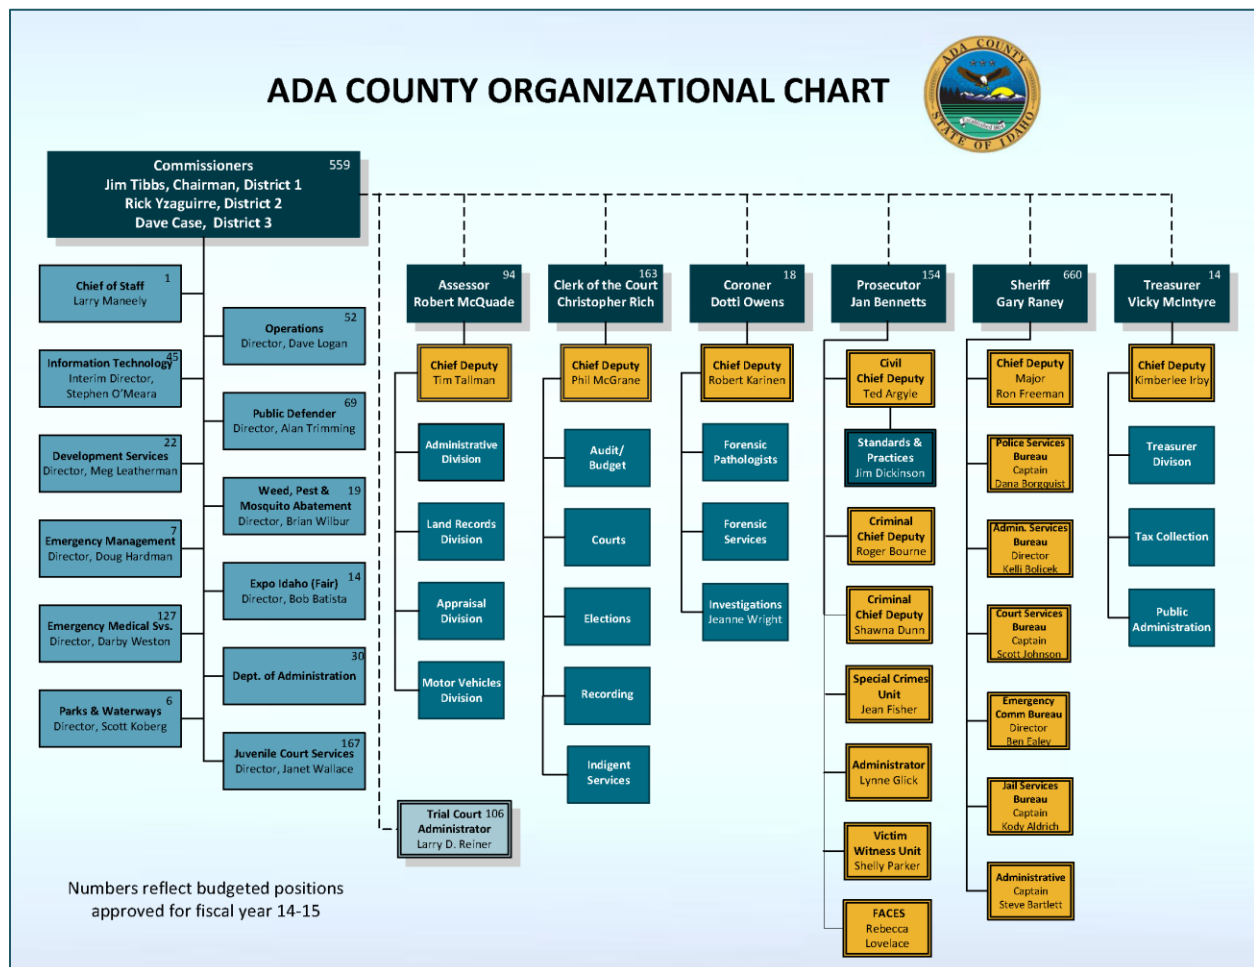 ADA COUNTY ORGANIZATIONAL CHART
ADA COUNTY
STATE OF IDAHO
Commissioners 559
Jim Tibbs, Chairman, District 1
Rick Yzaguirre, District 2
Dave Case, District 3
Chief of Staff 1
Larry Maneely
Operations 52
Director, Dave Logan
Information Technology 45
Interim Director,
Stephen O'Meara
Public Defender 69
Director, Alan Trimming
Development Services 22
Director, Meg Leatherman
Weed, Pest & 19
Mosquito Abatement
Director, Brian Wilbur
Emergency Management 7
Director, Doug Hardman
Expo Idaho (Fair) 14
Director, Bob Batista
Emergency Medical Svs. 127
Director, Darby Weston
Dept. of Administration 30
Parks & Waterways 6
Director, Scott Koberg
Juvenile Court Services 167
Director, Janet Wallace
Trial Court 106
Administrator
Larry D. Reiner
Assessor 94
Robert McQuade
Chief Deputy
Tim Tallman
Administrative
Division
Land Records
Division
Appraisal
Division
Motor Vehicles
Division
Clerk of the Court 163
Christopher Rich
Chief Deputy
Phil McGrane
Audit/
Budget
Courts
Elections
Recording
Indigent
Services
Coroner 18
Dotti Owens
Chief Deputy
Robert Karinen
Forensic
Pathologists
Forensic
Services
Investigations
Jeanne Wright
Prosecutor 154
Jan Bennetts
Civil
Chief Deputy
Ted Argyle
Standards &
Practices
Jim Dickinson
Criminal
Chief Deputy
Roger Bourne
Criminal
Chief Deputy
Shawna Dunn
Special Crimes
Unit
Jean Fisher
Administrator
Lynne Glick
Victim
Witness Unit
Shelly Parker
FACES
Rebecca
Lovelace
Sheriff 660
Gary Raney
Chief Deputy
Major
Ron Freeman
Police Services
Bureau
Captain
Dana Borgquist
Admin. Services
Bureau
Director
Kelli Bolicek
Court Services
Bureau
Captain
Scott Johnson
Emergency
Comm Bureau
Director
Ben Ealey
Jail Services
Bureau
Captain
Kody Aldrich
Administrative
Captain
Steve Bartlett
Treasurer 14
Vicky McIntyre
Chief Deputy
Kimberlee Irby
Treasurer
Divison
Tax Collection
Public
Administration
Numbers reflect budgeted positions
approved for fiscal year 14-15